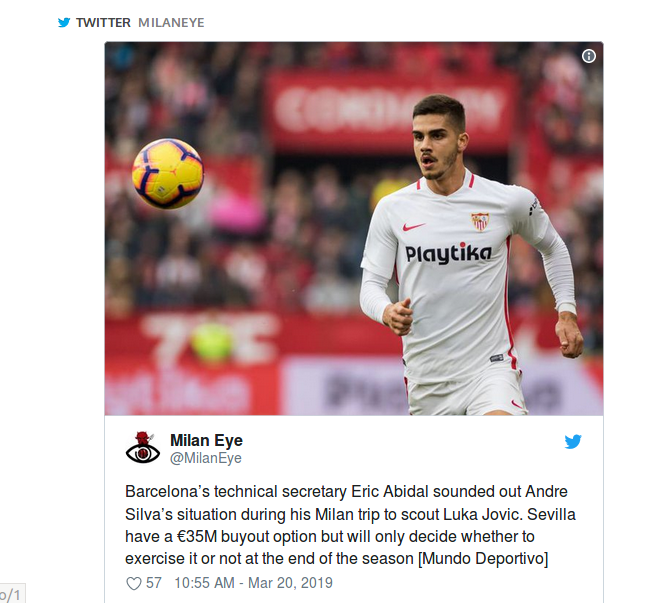 TWITTER MILANEYE
CORDOBY
Playtika
Milan Eye
@MilanEye
Barcelona's technical secretary Eric Abidal sounded out Andre
Silva's situation during his Milan trip to scout Luka Jovic. Sevilla
have a €35M buyout option but will only decide whether to
exercise it or not at the end of the season [Mundo Deportivo]
57 10:55 AM - Mar 20, 2019
o/1